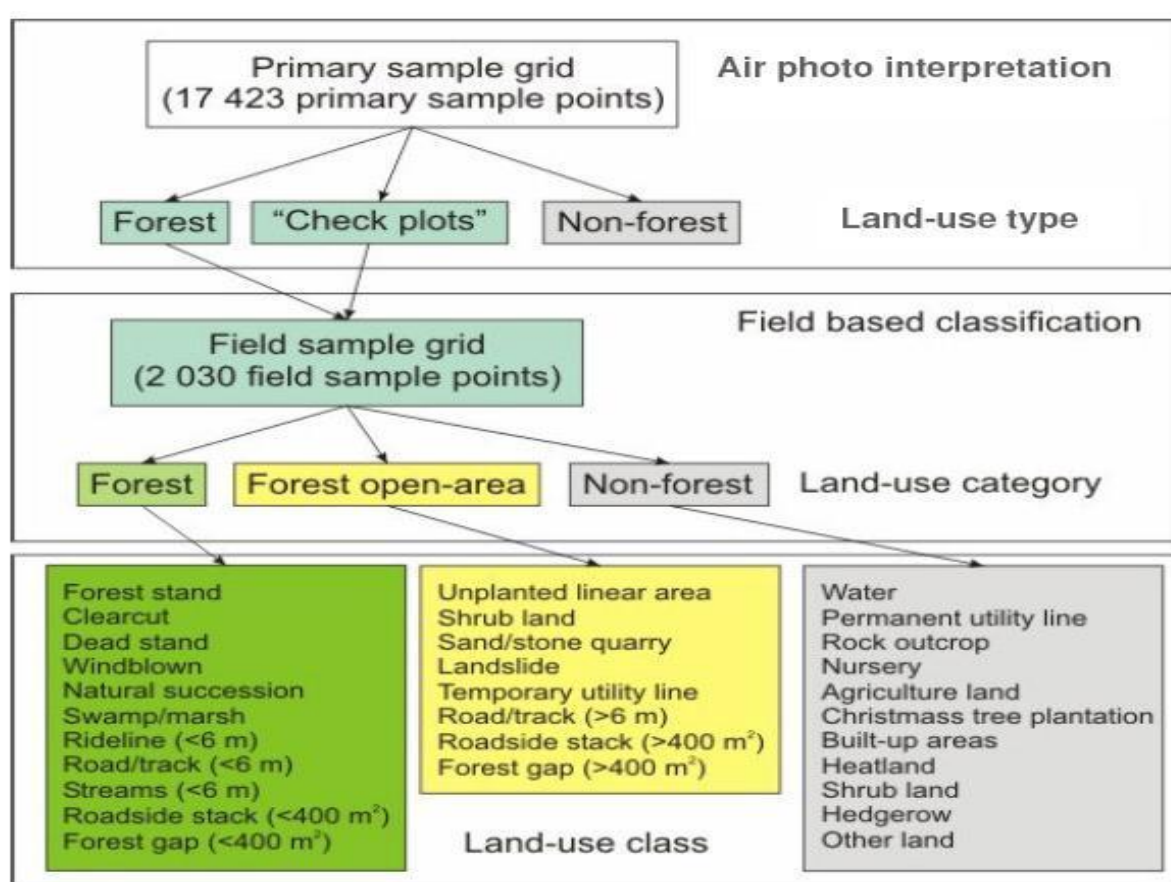 Primary sample grid
(17 423 primary sample points)
Air photo interpretation
Forest
“Check plots”
Non-forest
Land-use type
Field based classification
Field sample grid
(2 030 field sample points)
Forest
Forest open-area
Non-forest
Land-use category
Forest stand
Clearcut
Dead stand
Windblown
Natural succession
Swamp/marsh
Rideline (<6 m)
Road/track (<6 m)
Streams (<6 m)
Roadside stack (<400 m²)
Forest gap (<400 m²)
Unplanted linear area
Shrub land
Sand/stone quarry
Landslide
Temporary utility line
Road/track (>6 m)
Roadside stack (>400 m²)
Forest gap (>400 m²)
Land-use class
Water
Permanent utility line
Rock outcrop
Nursery
Agriculture land
Christmass tree plantation
Built-up areas
Heatland
Shrub land
Hedgerow
Other land